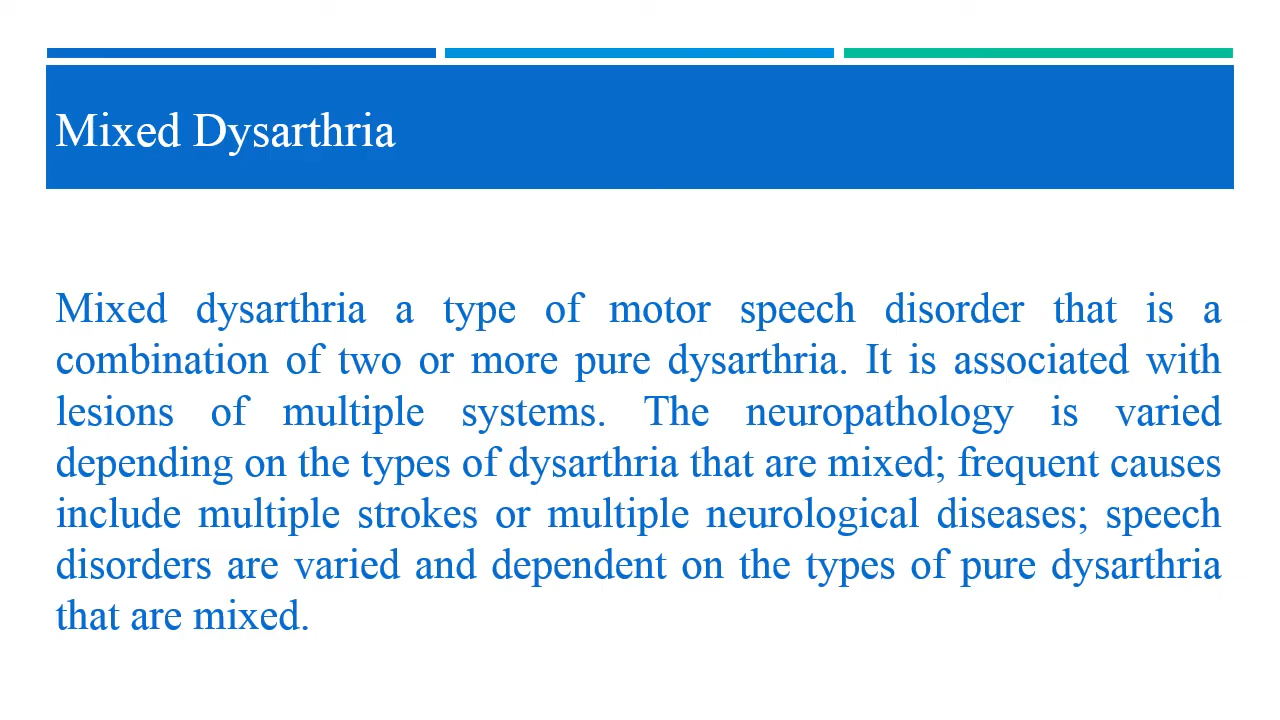 Mixed Dysarthria
Mixed dysarthria a type of motor speech disorder that is a
combination of two or more pure dysarthria. It is associated with
lesions of multiple systems. The neuropathology is varied
depending on the types of dysarthria that are mixed; frequent causes
include multiple strokes or multiple neurological diseases; speech
disorders are varied and dependent on the types of pure dysarthria
that are mixed.